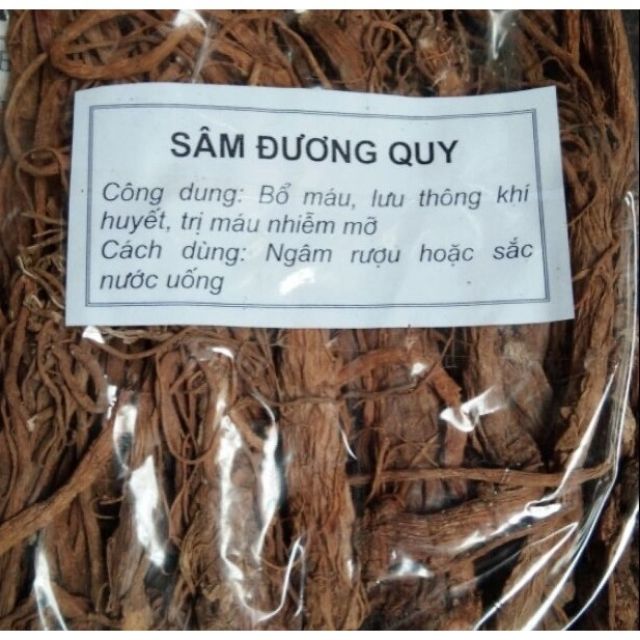 SÂM ĐƯƠNG QUY
Công dung: Bổ máu, lưu thông khí
huyết, trị máu nhiễm mỡ
Cách dùng: Ngâm rượu hoặc sắc
nước uống